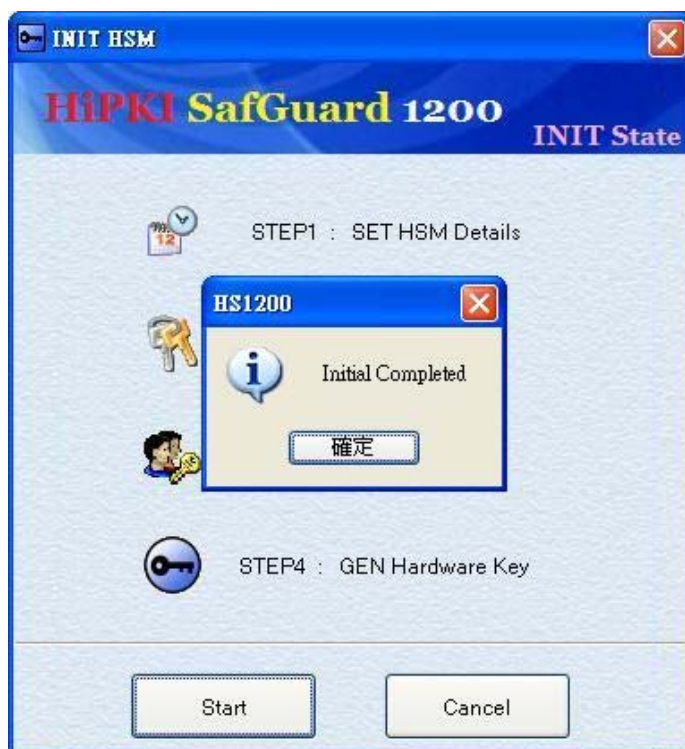 INIT HSM
HiPKI SafGuard 1200
INIT State
12
STEP1 : SET HSM Details
HS1200
Initial Completed
確定
STEP4 : GEN Hardware Key
Start
Cancel